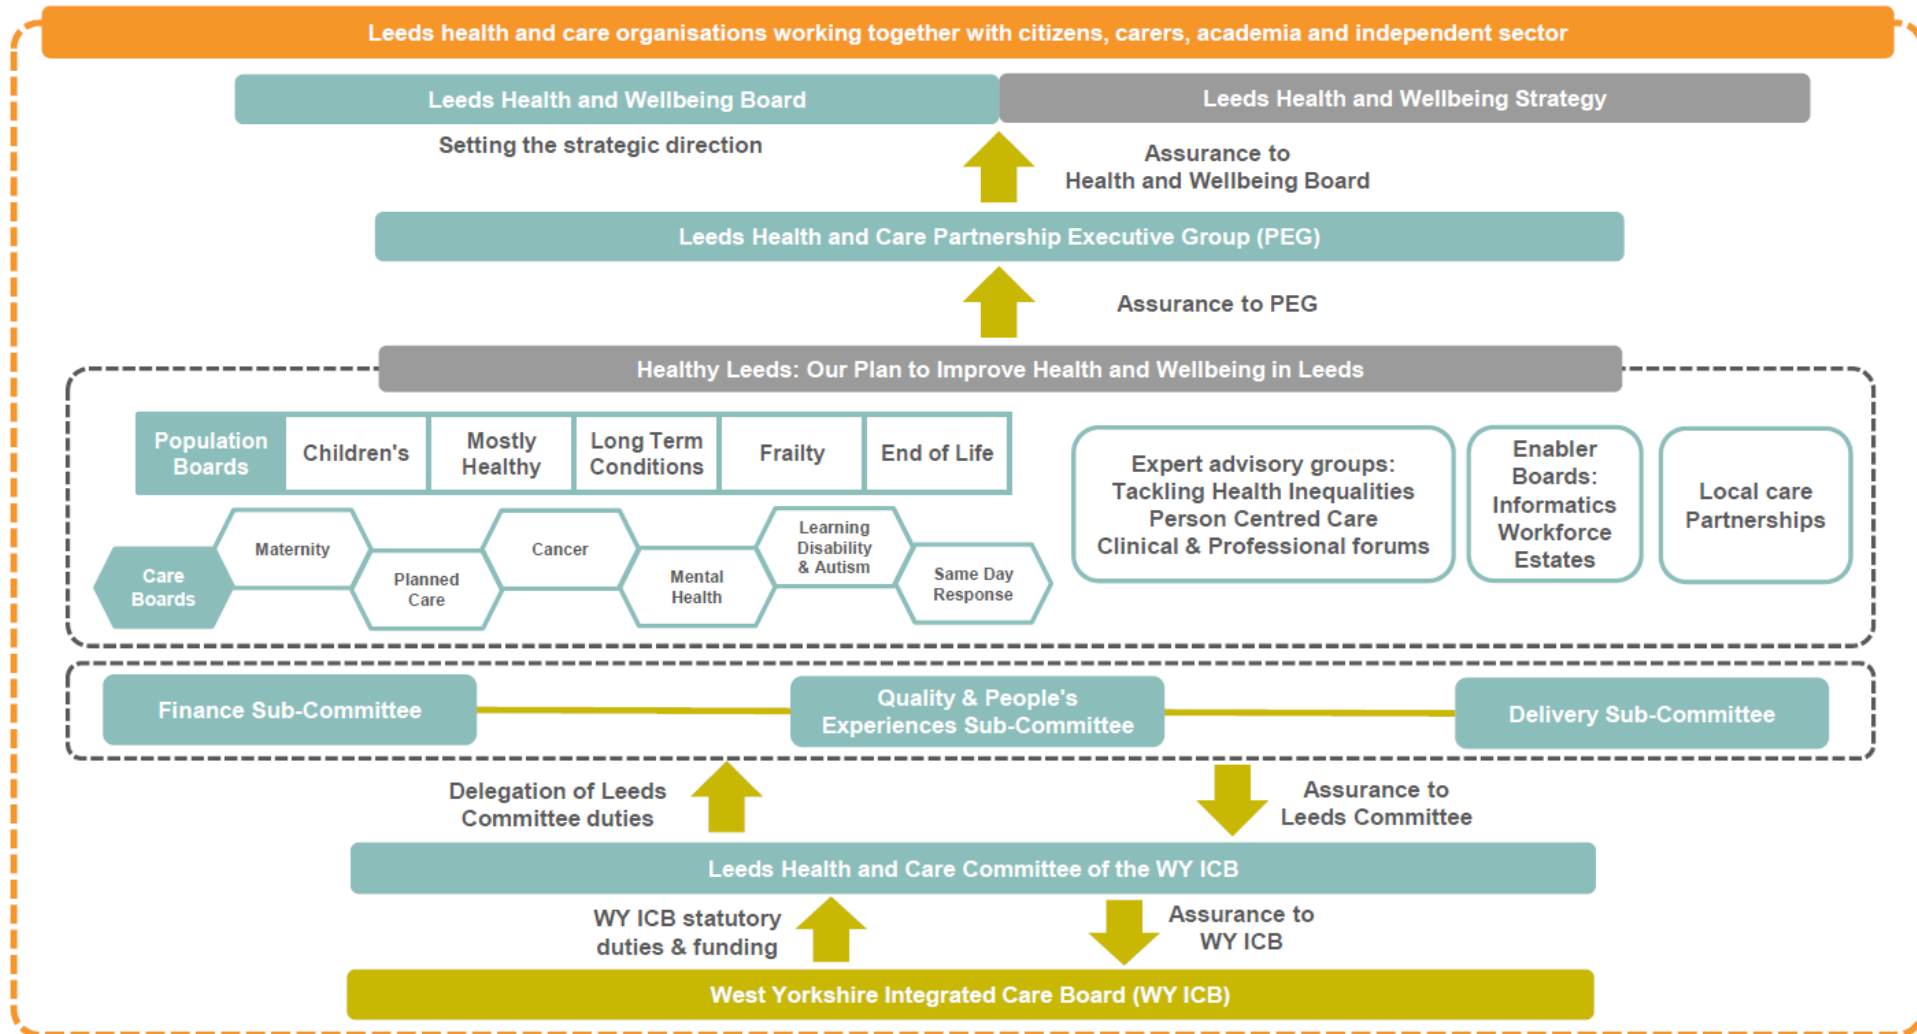 Leeds health and care organisations working together with citizens, carers, academia and independent sector
Leeds Health and Wellbeing Board
Leeds Health and Wellbeing Strategy
Setting the strategic direction
Assurance to
Health and Wellbeing Board
Leeds Health and Care Partnership Executive Group (PEG)
Assurance to PEG
Healthy Leeds: Our Plan to Improve Health and Wellbeing in Leeds
Population
Boards
Children's
Mostly
Healthy
Long Term
Conditions
Frailty
End of Life
Care
Boards
Maternity
Planned
Care
Cancer
Mental
Health
Learning
Disability
& Autism
Same Day
Response
Expert advisory groups:
Tackling Health Inequalities
Person Centred Care
Clinical & Professional forums
Enabler
Boards:
Informatics
Workforce
Estates
Local care
Partnerships
Finance Sub-Committee
Quality & People's
Experiences Sub-Committee
Delivery Sub-Committee
Delegation of Leeds
Committee duties
Assurance to
Leeds Committee
Leeds Health and Care Committee of the WY ICB
WY ICB statutory
duties & funding
Assurance to
WY ICB
West Yorkshire Integrated Care Board (WY ICB)